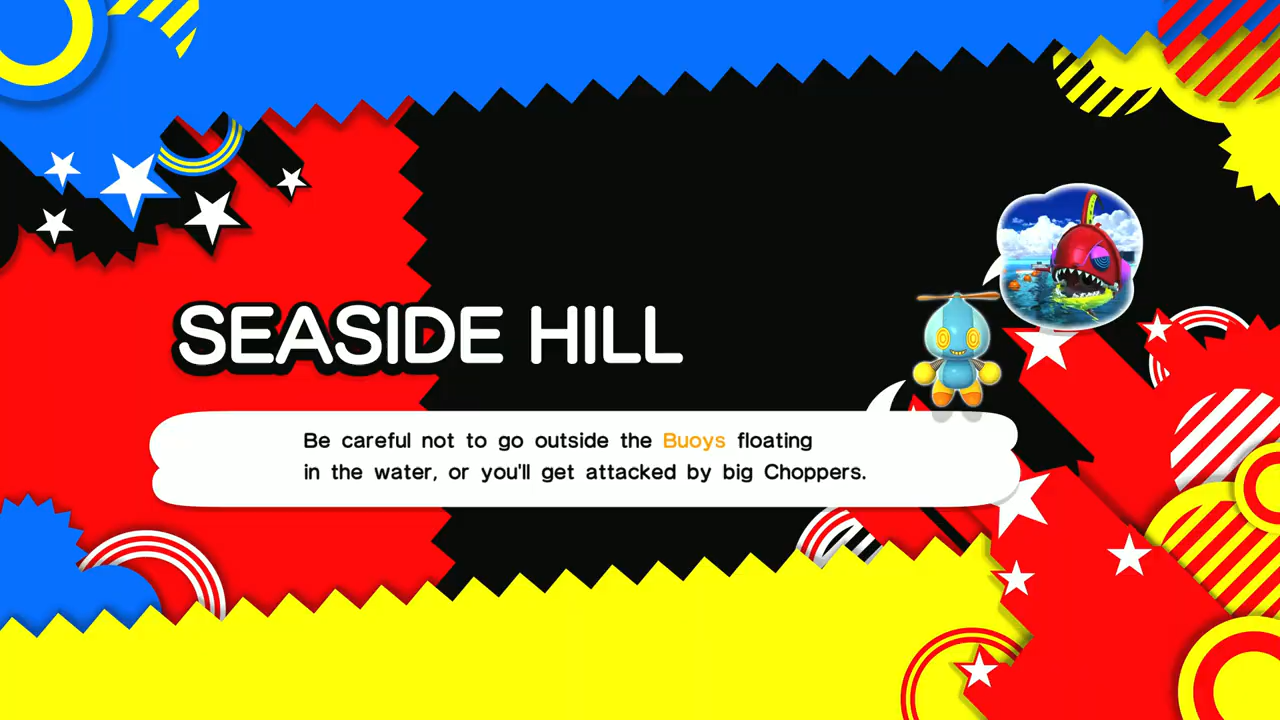 SEASIDE HILL
Be careful not to go outside the Buoys floating
in the water, or you'll get attacked by big Choppers.